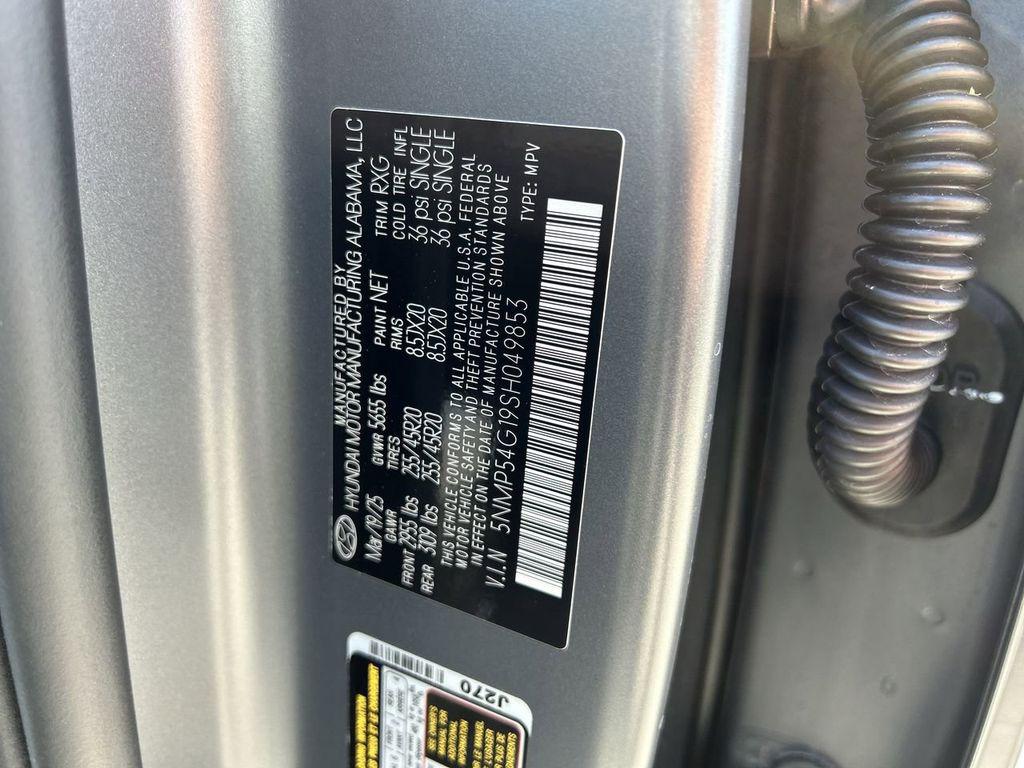 MANUFACTURED BY
HYUNDAI MOTOR MANUFACTURING ALABAMA, LLC
Mar/19/25 GVWR 5655 lbs PAINT NET TRIM RXG
GAWR TIRES RIMS COLD TIRE INFL
FRONT 2955 lbs 255/45R20 8.5JX20 36 psi SINGLE
REAR 3109 lbs 255/45R20 8.5JX20 36 psi SINGLE
THIS VEHICLE CONFORMS TO ALL APPLICABLE U.S.A. FEDERAL
MOTOR VEHICLE SAFETY AND THEFT PREVENTION STANDARDS
IN EFFECT ON THE DATE OF MANUFACTURE SHOWN ABOVE
V.I.N 5NMP54G19SH049853 TYPE: MPV
J270